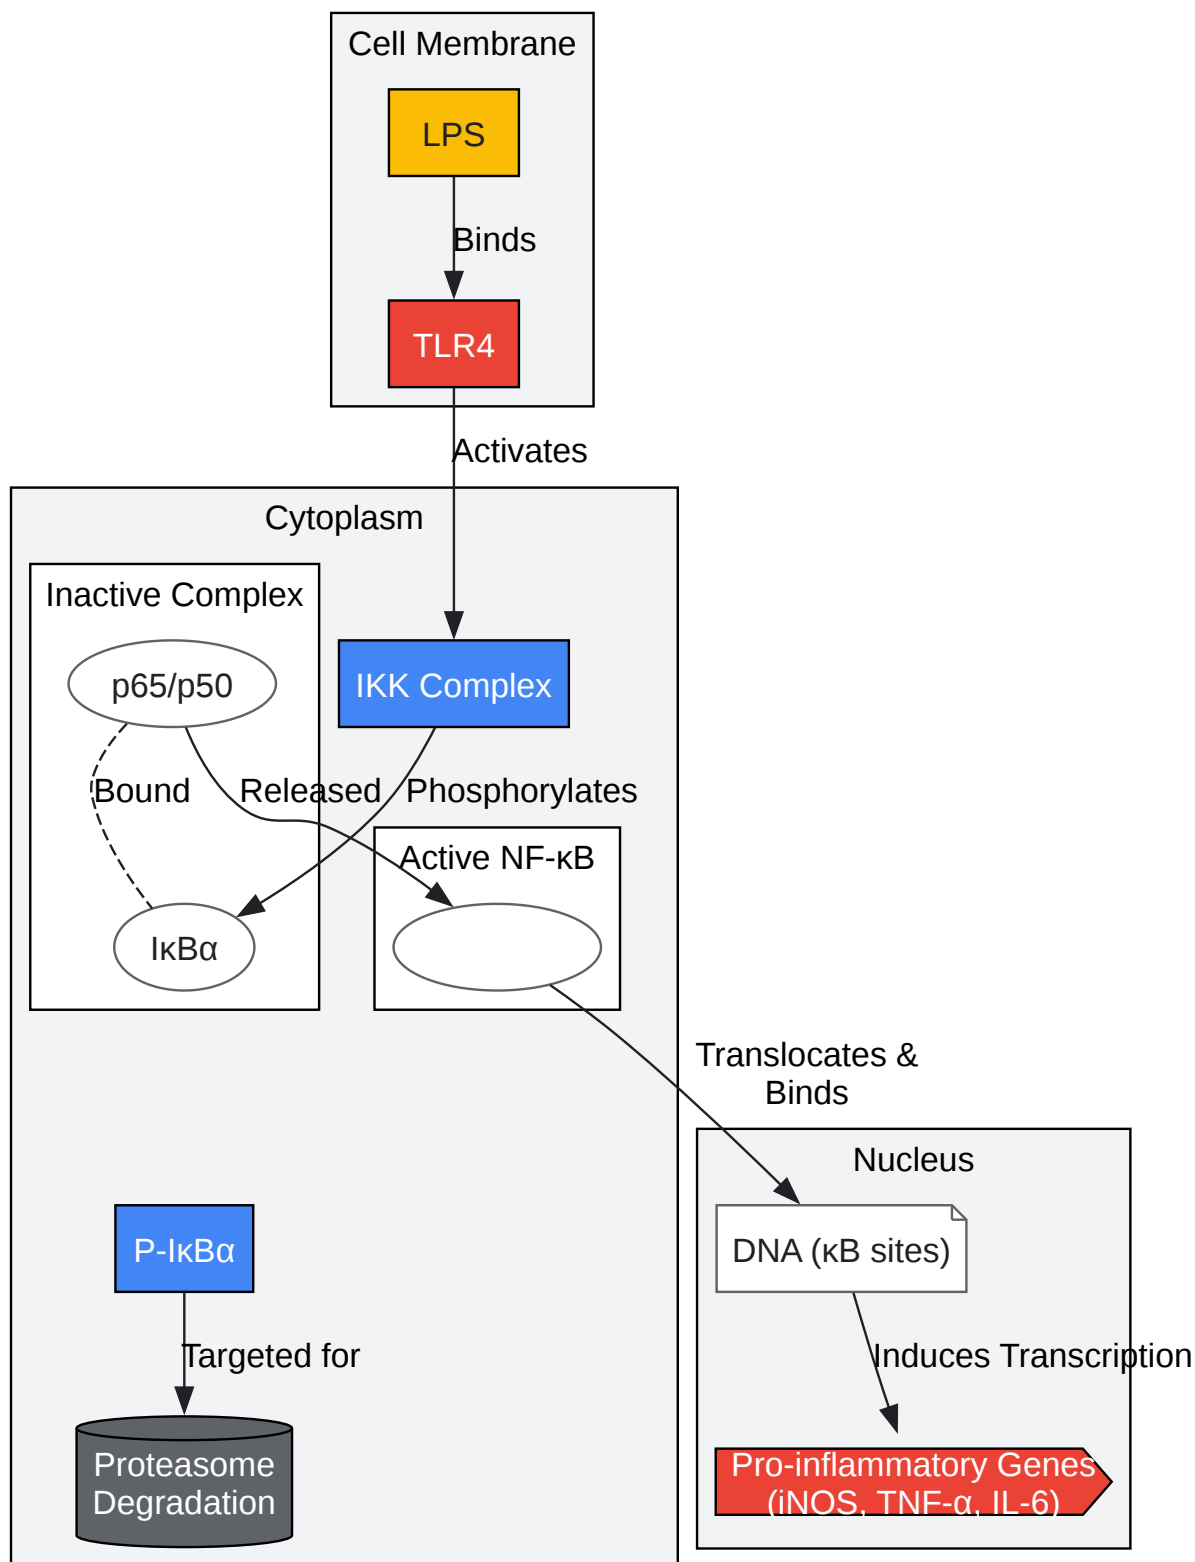 Cell Membrane
LPS
Binds
TLR4
Activates
Cytoplasm
Inactive Complex
p65/p50
IKK Complex
Bound
Released
Phosphorylates
Active NF-κB
IκBα
Translocates &
Binds
Nucleus
P-IκBα
DNA (κB sites)
Targeted for
Induces Transcription
Proteasome
Degradation
Pro-inflammatory Genes
(iNOS, TNF-α, IL-6)